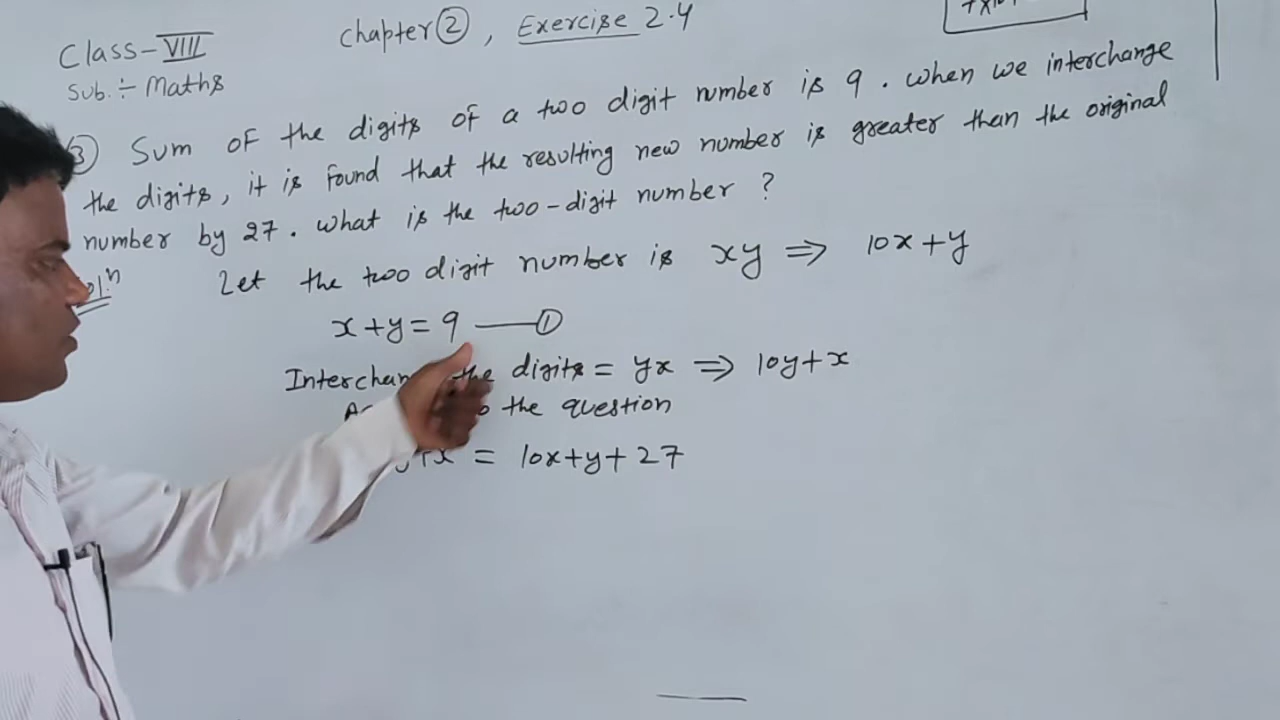 Class-VIII
Chapter ②, Exercise 2.4
Sub. ÷ Maths
③ Sum of the digits of a two digit number is 9. When we interchange
the digits, it is found that the resulting new number is greater than the original
number by 27. What is the two-digit number?
Let the two digit number is xy ⇒ 10x+y
x+y = 9 —— ①
the digits = yx ⇒ 10y+x
the question
= 10x+y+27